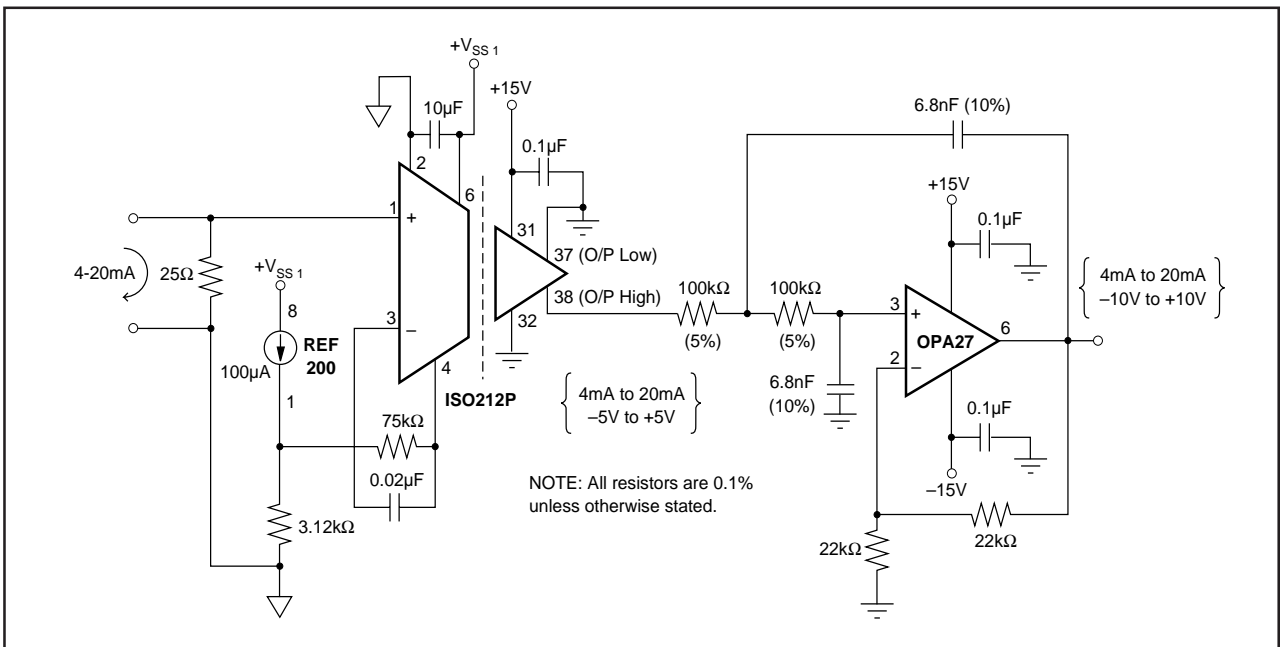 +VSS 1
+15V
10µF
6.8nF (10%)
0.1µF
2
6
+15V
1
+
31
0.1µF
37 (O/P Low)
4-20mA
25Ω
+VSS 1
38 (O/P High)
100kΩ
100kΩ
4mA to 20mA
–10V to +10V
8
3
–
32
(5%)
(5%)
3
+
6
OPA27
2
–
REF
200
4
100µA
ISO212P
4mA to 20mA
–5V to +5V
6.8nF
(10%)
1
75kΩ
0.1µF
0.02µF
NOTE: All resistors are 0.1%
unless otherwise stated.
–15V
3.12kΩ
22kΩ
22kΩ